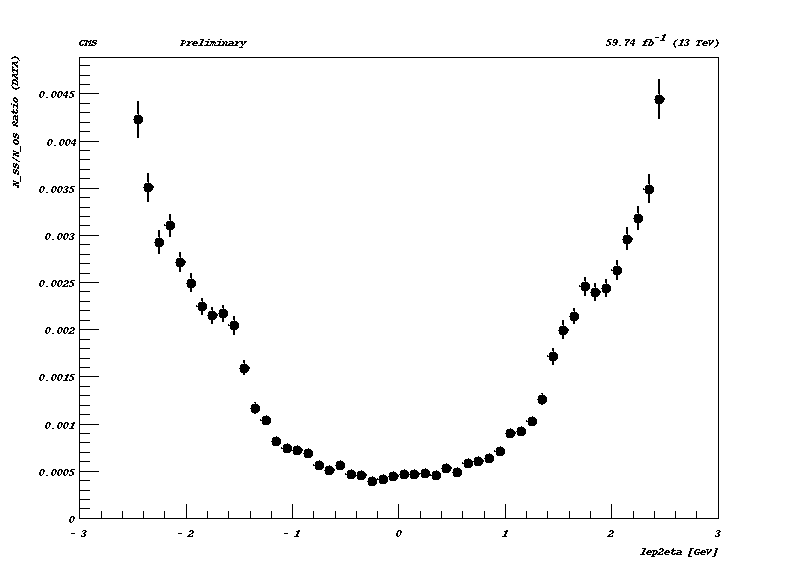 CMS Preliminary 59.74 fb-1 (13 TeV)
N_SS/N_OS Ratio (DATA)
0.0045
0.004
0.0035
0.003
0.0025
0.002
0.0015
0.001
0.0005
0
-3 -2 -1 0 1 2 3
lep2eta [GeV]